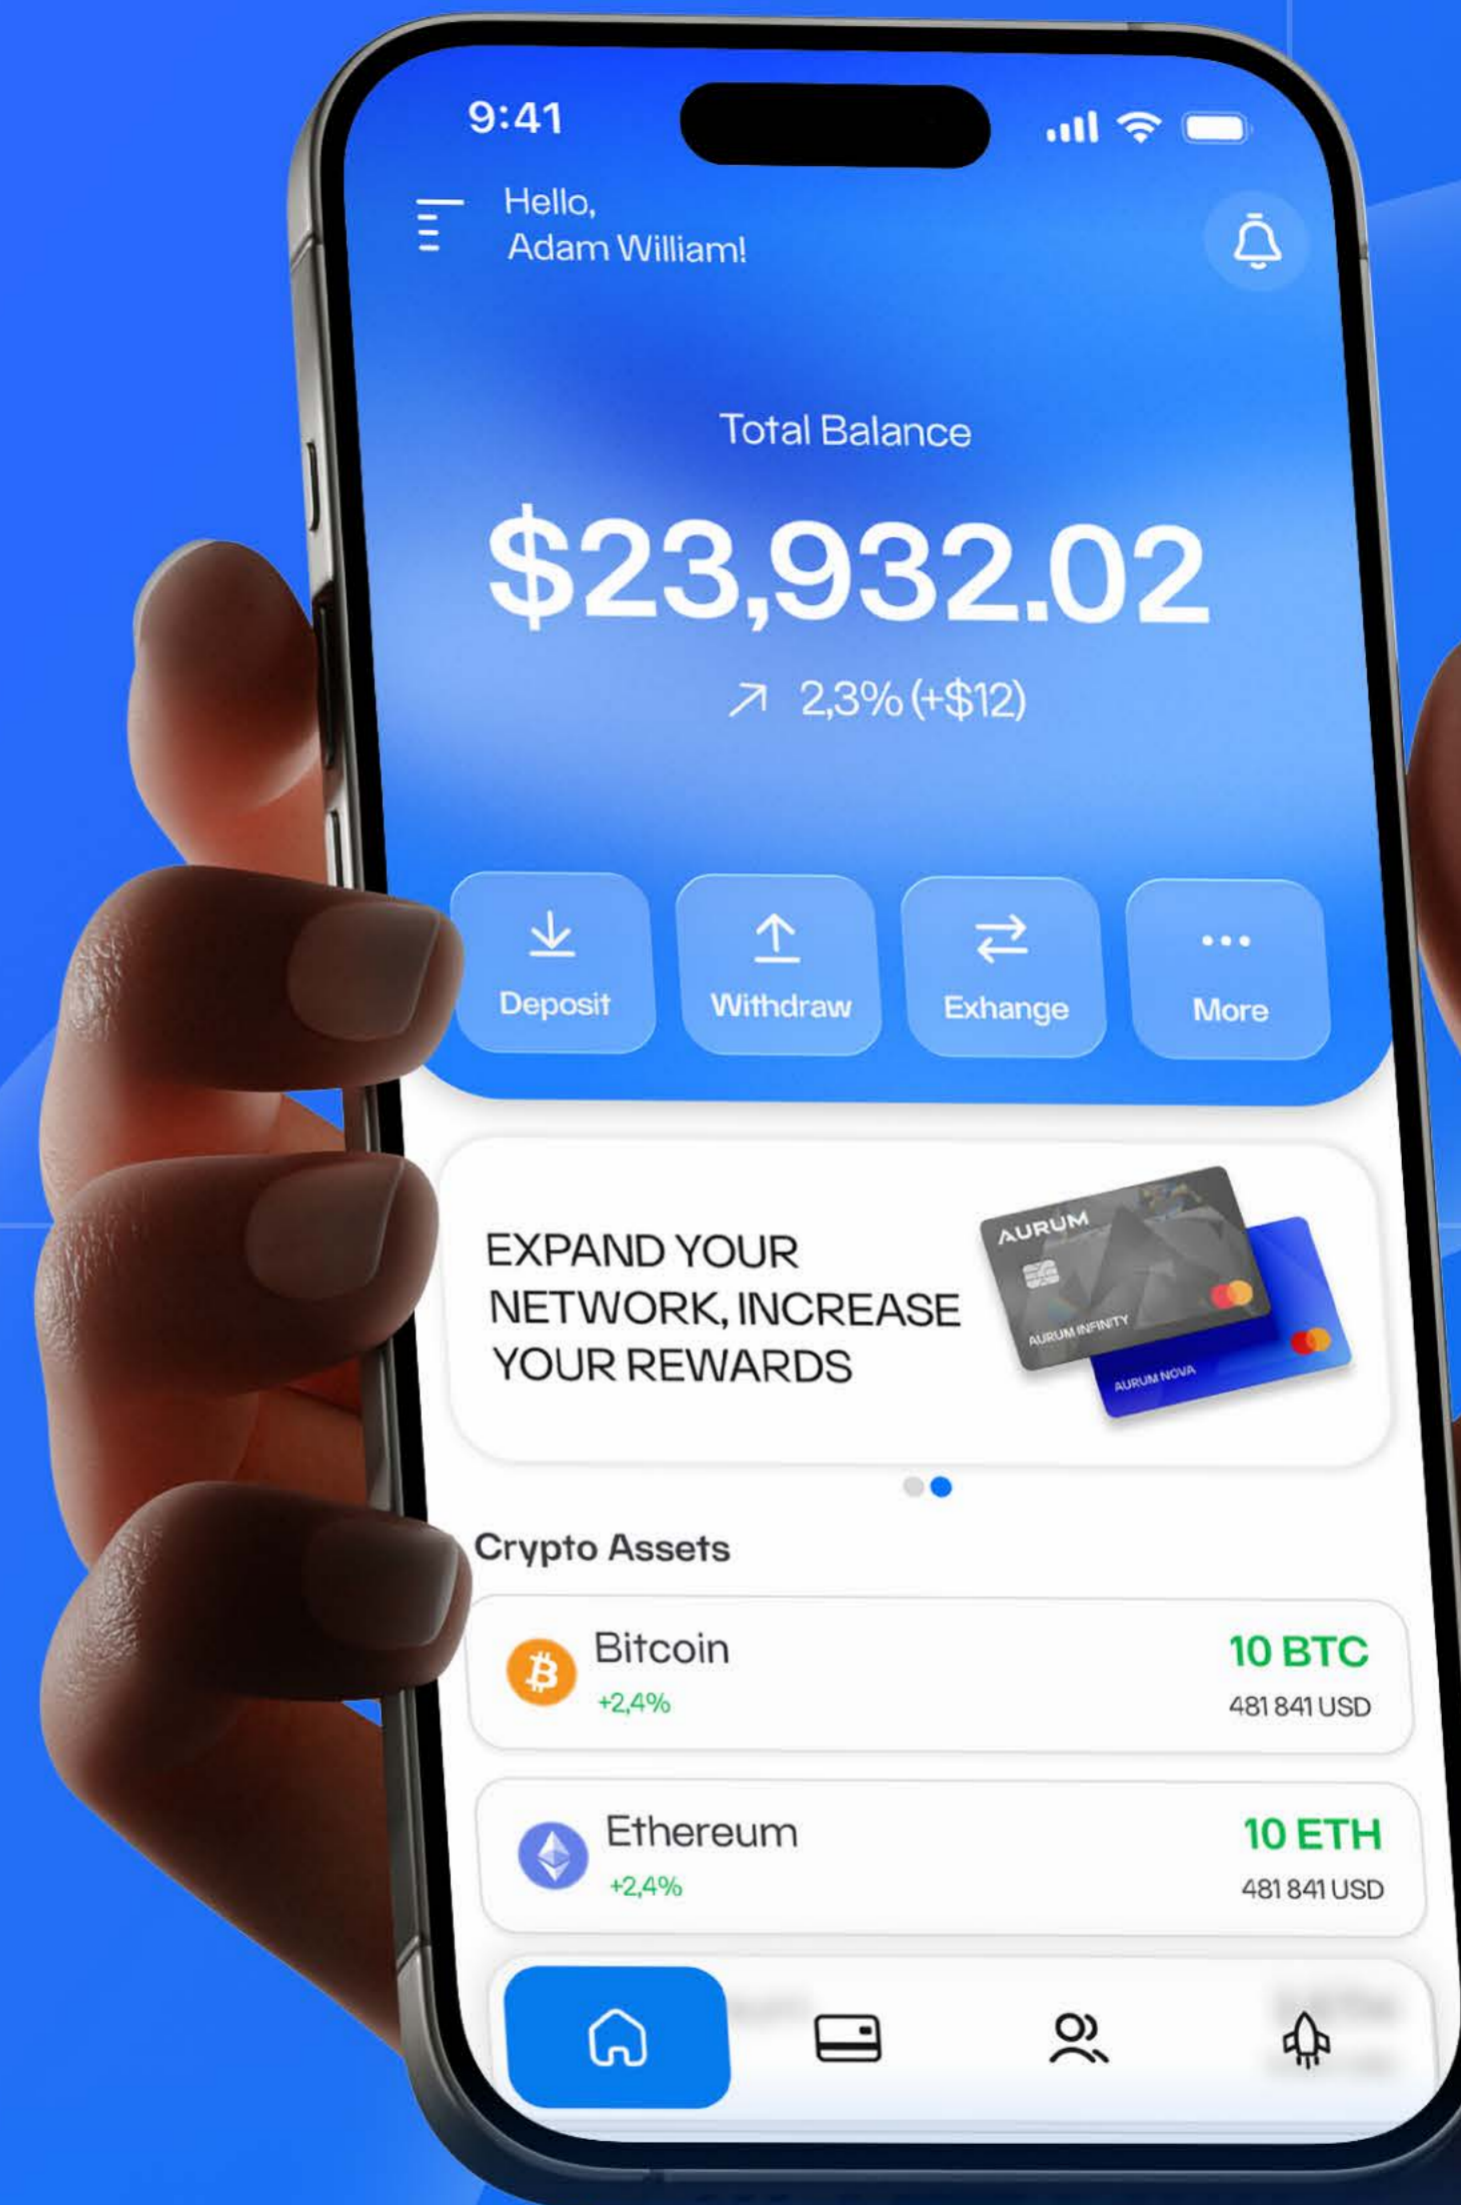 9:41
Hello,
Adam William!
Total Balance
$23,932.02
2,3% (+$12)
Deposit
Withdraw
Exhange
More
EXPAND YOUR
NETWORK, INCREASE
YOUR REWARDS
AURUM
AURUM INFINITY
AURUM NOVA
Crypto Assets
Bitcoin
10 BTC
+2,4%
481 841 USD
Ethereum
10 ETH
+2,4%
481 841 USD